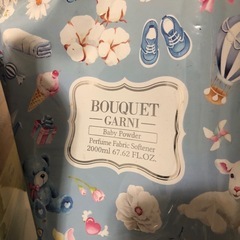 BOUQUET
GARNI
Baby Powder
Perfume Fabric Softener
2000ml 67.62 FL.OZ.